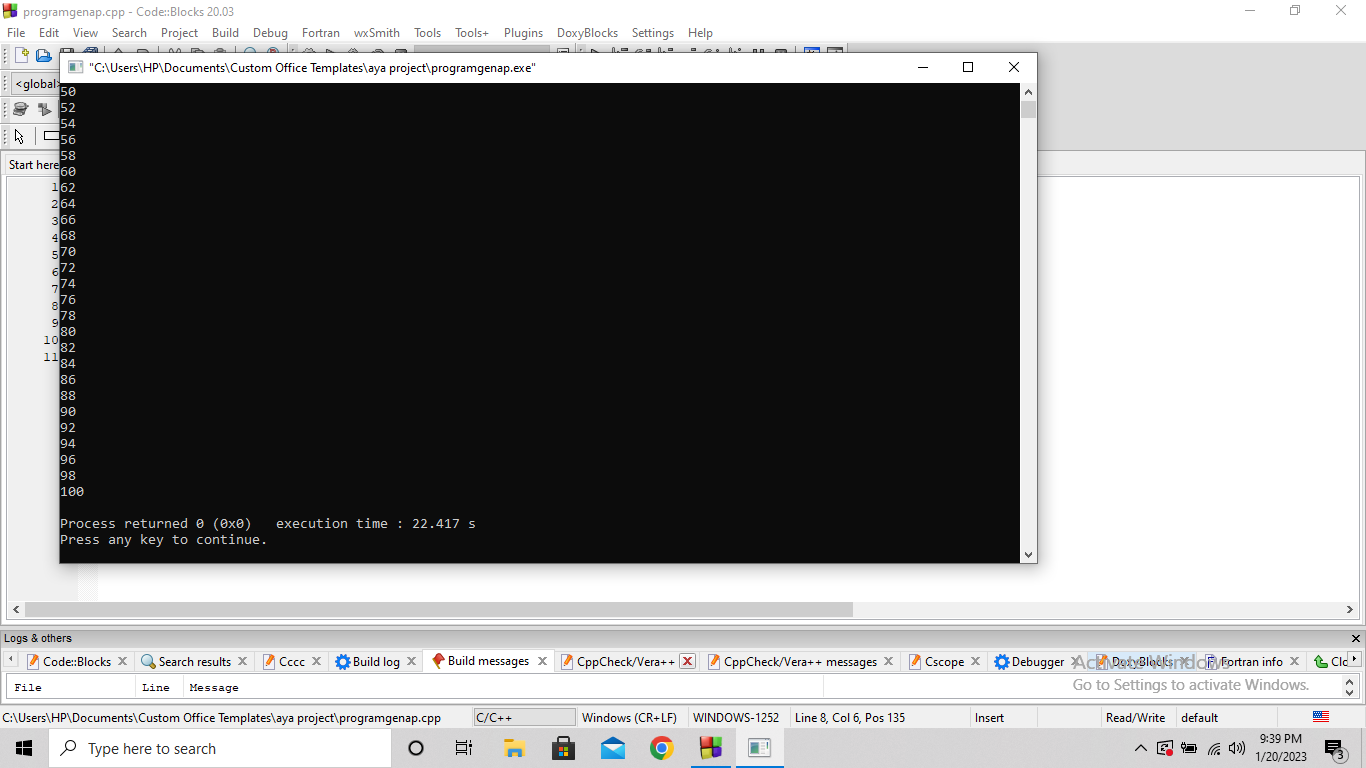 programgenap.cpp - Code::Blocks 20.03
File Edit View Search Project Build Debug Fortran wxSmith Tools Tools+ Plugins DoxyBlocks Settings Help
"C:\Users\HP\Documents\Custom Office Templates\aya project\programgenap.exe"
<global>
Start here
1
2
3
4
5
6
7
8
9
10
11
50
52
54
56
58
60
62
64
66
68
70
72
74
76
78
80
82
84
86
88
90
92
94
96
98
100
Process returned 0 (0x0)   execution time : 22.417 s
Press any key to continue.
Logs & others
Code::Blocks Search results Cccc Build log Build messages CppCheck/Vera++ CppCheck/Vera++ messages Cscope Debugger DoxyBlocks Fortran info Clo
File Line Message
Activate Windows
Go to Settings to activate Windows.
C:\Users\HP\Documents\Custom Office Templates\aya project\programgenap.cpp C/C++ Windows (CR+LF) WINDOWS-1252 Line 8, Col 6, Pos 135 Insert Read/Write default
Type here to search
9:39 PM
1/20/2023
3